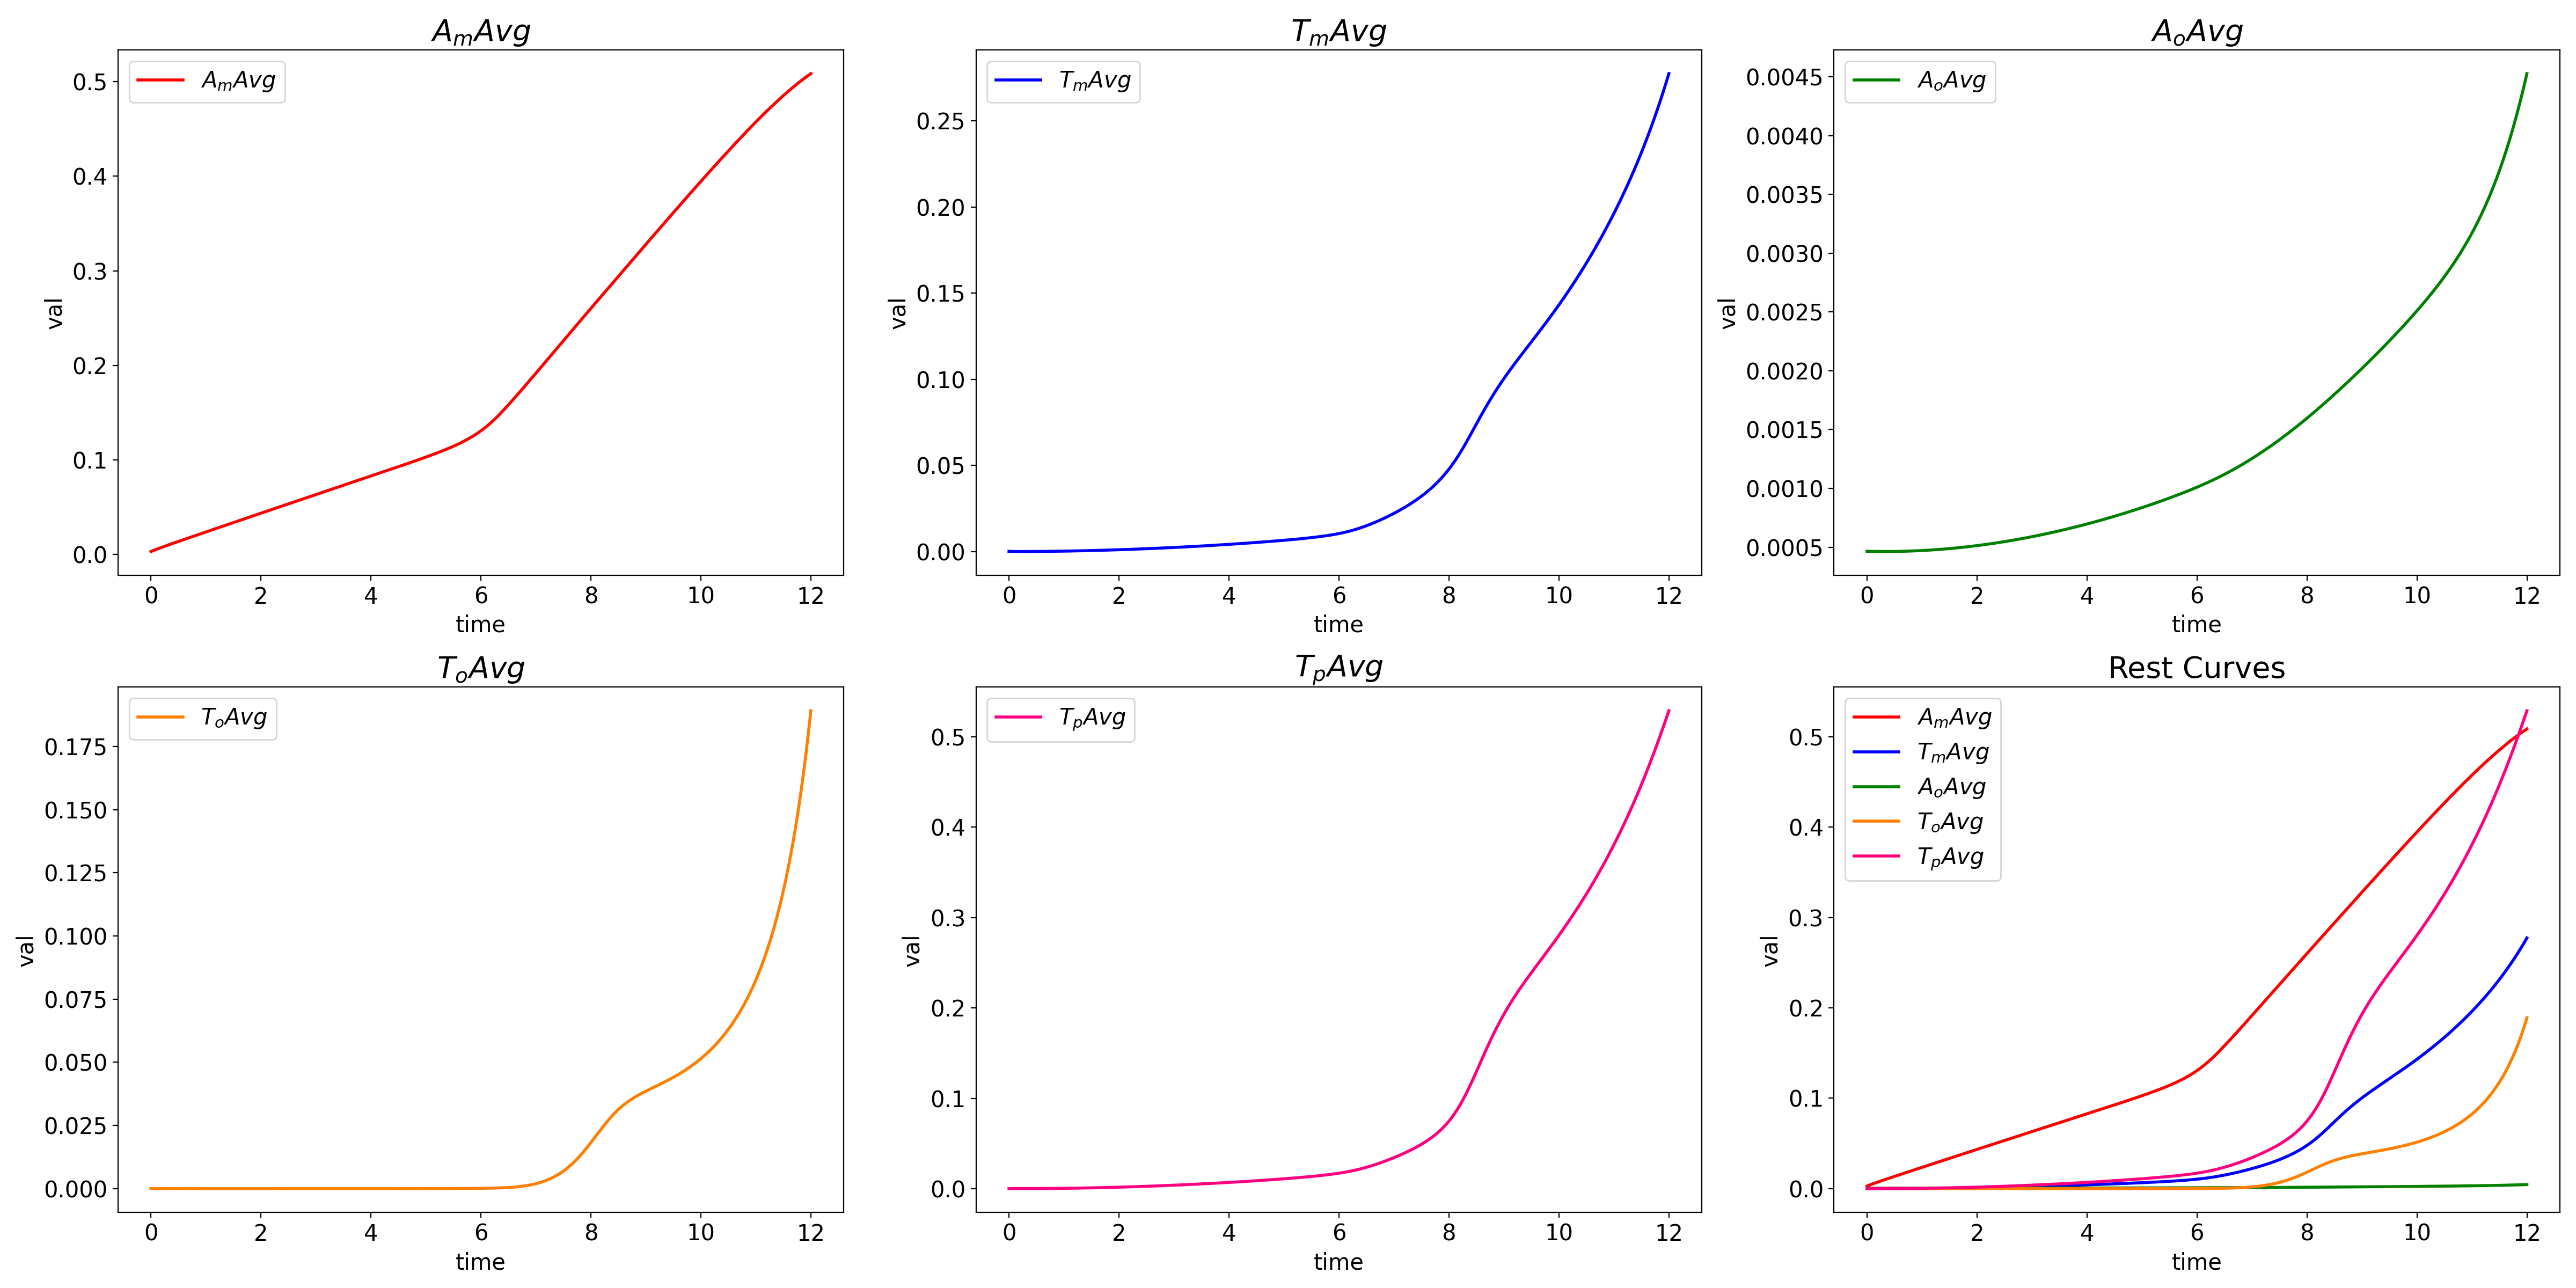 A_mAvg
A_mAvg
val
0.5
0.4
0.3
0.2
0.1
0.0
0 2 4 6 8 10 12
time
T_mAvg
T_mAvg
val
0.25
0.20
0.15
0.10
0.05
0.00
0 2 4 6 8 10 12
time
A_oAvg
A_oAvg
val
0.0045
0.0040
0.0035
0.0030
0.0025
0.0020
0.0015
0.0010
0.0005
0 2 4 6 8 10 12
time
T_oAvg
T_oAvg
val
0.175
0.150
0.125
0.100
0.075
0.050
0.025
0.000
0 2 4 6 8 10 12
time
T_pAvg
T_pAvg
val
0.5
0.4
0.3
0.2
0.1
0.0
0 2 4 6 8 10 12
time
Rest Curves
A_mAvg
T_mAvg
A_oAvg
T_oAvg
T_pAvg
val
0.5
0.4
0.3
0.2
0.1
0.0
0 2 4 6 8 10 12
time